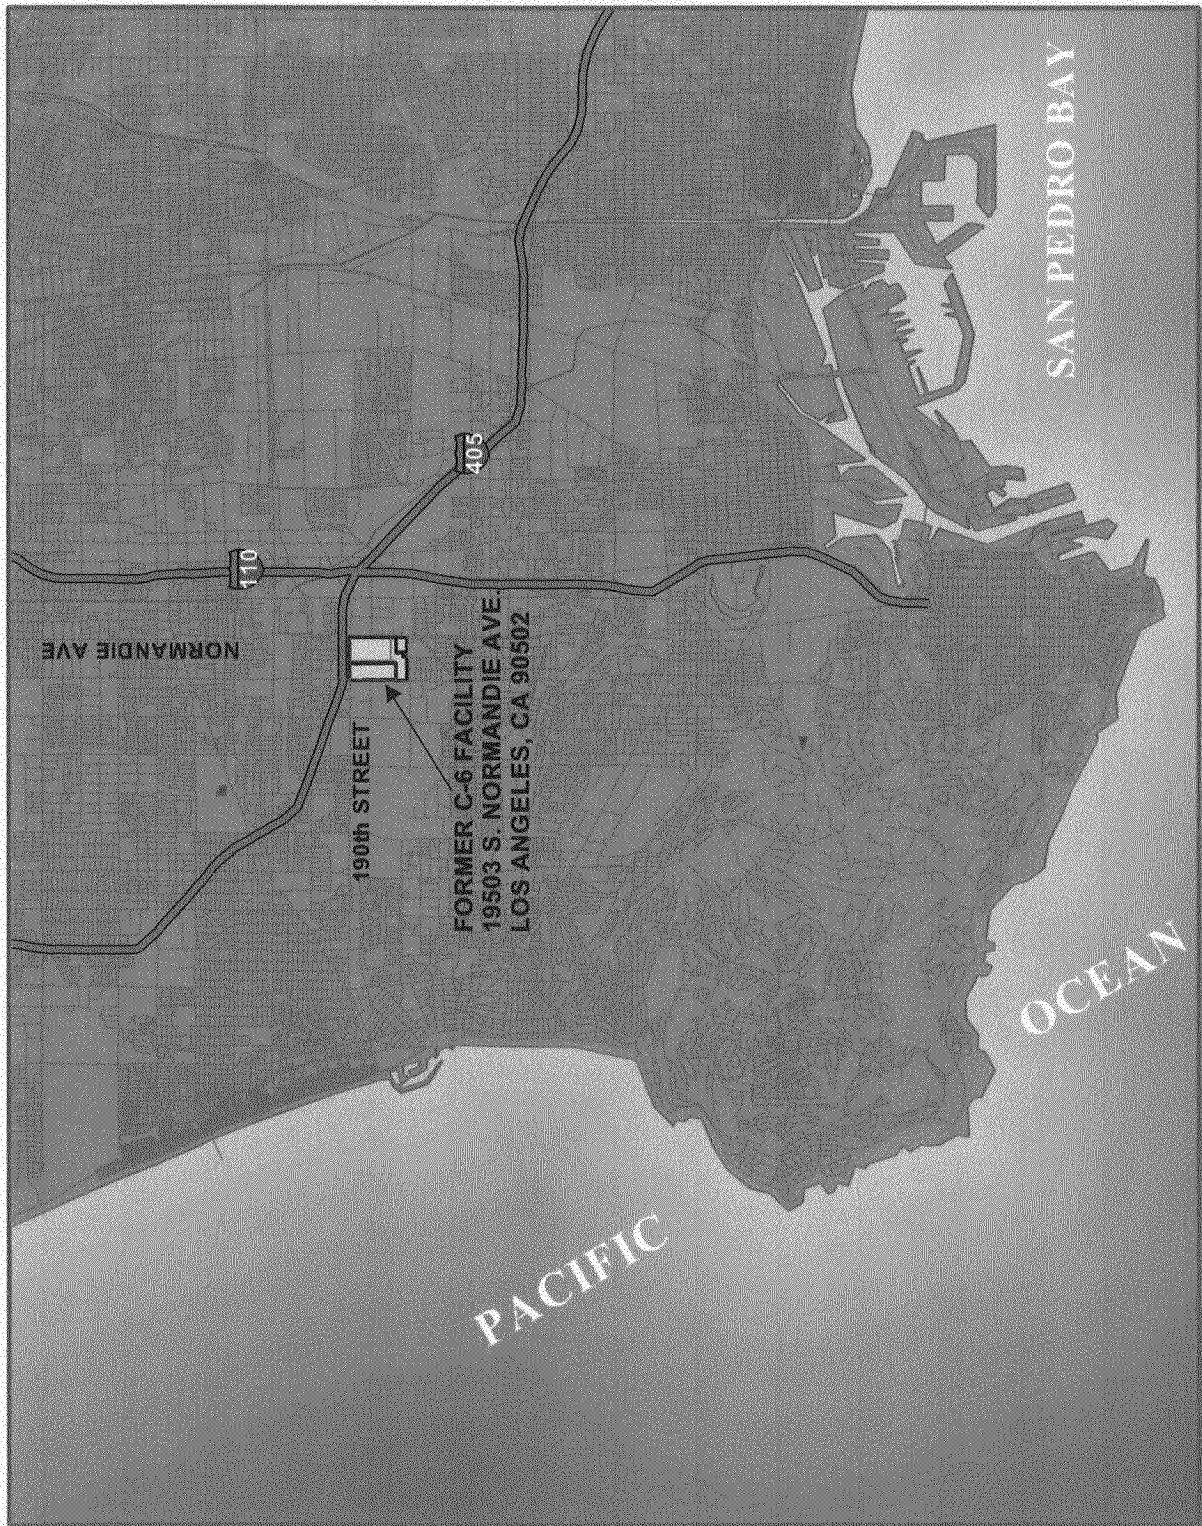 NORMANDIE AVE
110
405
190th STREET
FORMER C-6 FACILITY
19503 S. NORMANDIE AVE.
LOS ANGELES, CA 90502
PACIFIC
OCEAN
SAN PEDRO BAY